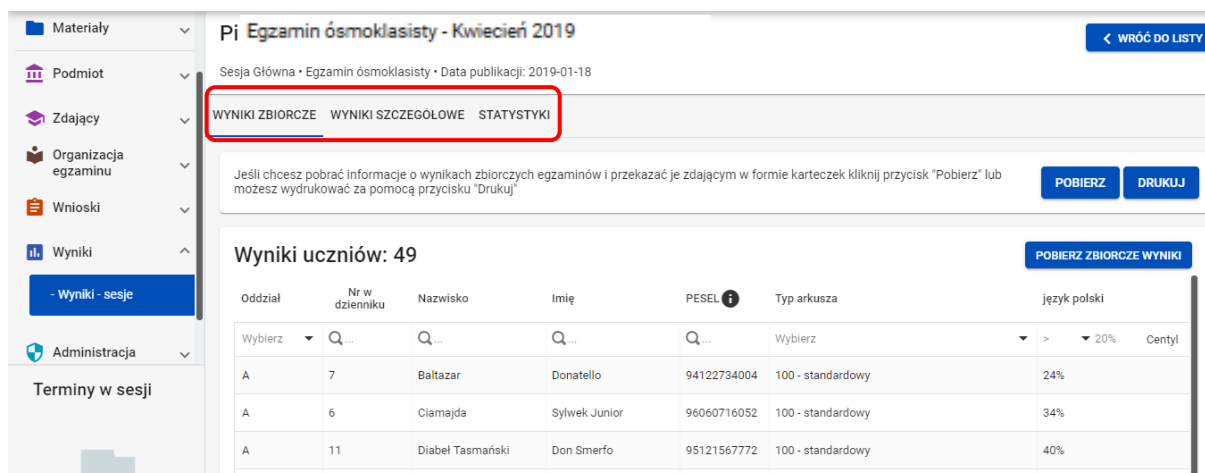 Materiały
Podmiot
Zdający
Organizacja
egzaminu
Wnioski
Wyniki
- Wyniki - sesje
Administracja
Terminy w sesji
Pi Egzamin ósmoklasisty - Kwiecień 2019
WRÓĆ DO LISTY
Sesja Główna • Egzamin ósmoklasisty • Data publikacji: 2019-01-18
WYNIKI ZBIORCZE WYNIKI SZCZEGÓŁOWE STATYSTYKI
Jeśli chcesz pobrać informacje o wynikach zbiorczych egzaminów i przekazać je zdającym w formie karteczek kliknij przycisk "Pobierz" lub
możesz wydrukować za pomocą przycisku "Drukuj"
POBIERZ DRUKUJ
Wyniki uczniów: 49
POBIERZ ZBIORCZE WYNIKI
Oddział Nr w dzienniku Nazwisko Imię PESEL i Typ arkusza język polski
Wybierz ... ... ... ... Wybierz > 20% Centyl
A 7 Baltazar Donatello 94122734004 100 - standardowy 24%
A 6 Ciamajda Sylwek Junior 96060716052 100 - standardowy 34%
A 11 Diabeł Tasmański Don Smerfo 95121567772 100 - standardowy 40%